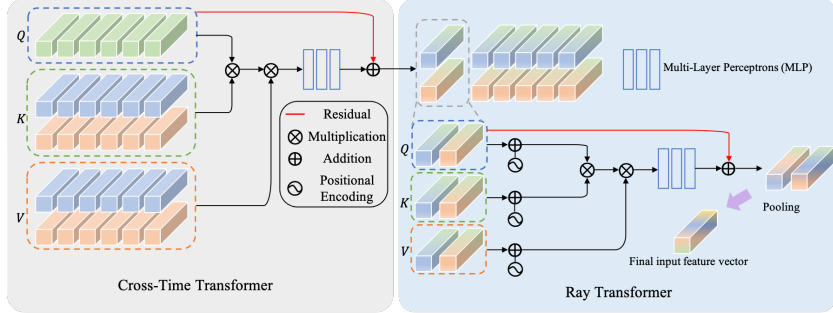 Q
K
V
Residual
Multiplication
Addition
Positional
Encoding
Cross-Time Transformer
Multi-Layer Perceptrons (MLP)
Q
K
V
Pooling
Final input feature vector
Ray Transformer